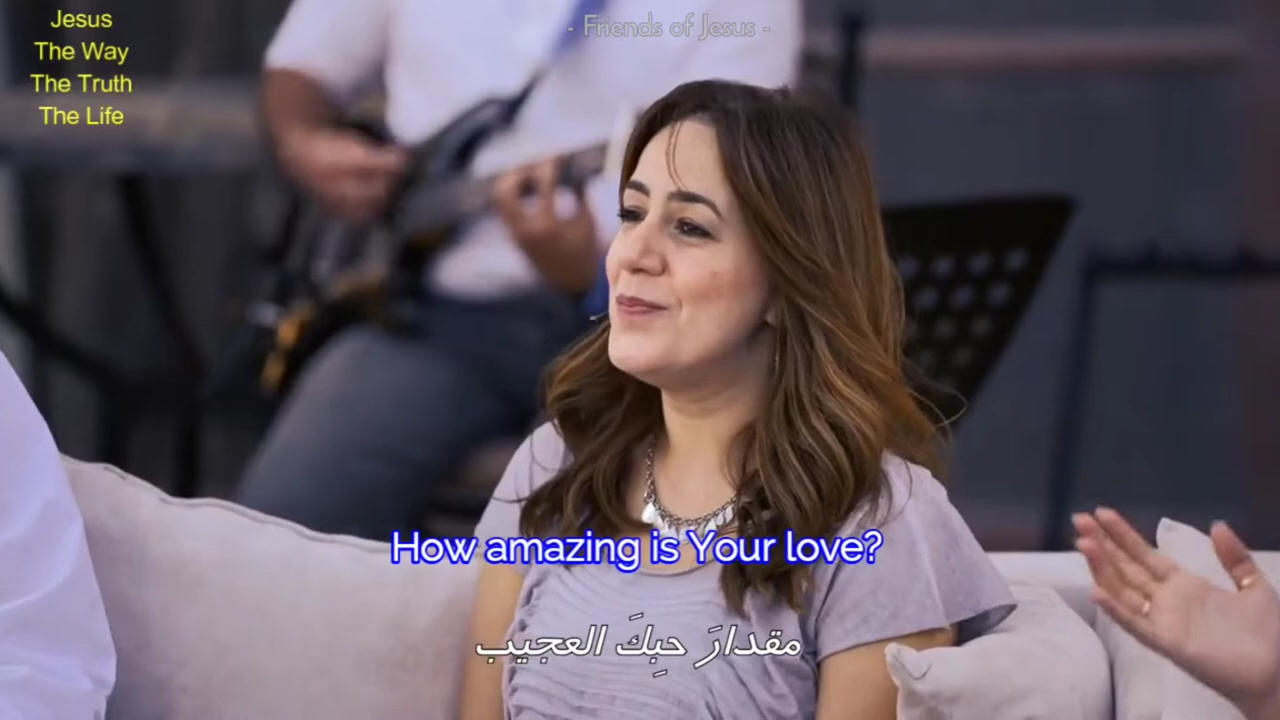 Jesus
The Way
The Truth
The Life
- Friends of Jesus -
How amazing is Your love?
مقدارَ حبِكَ العجيب